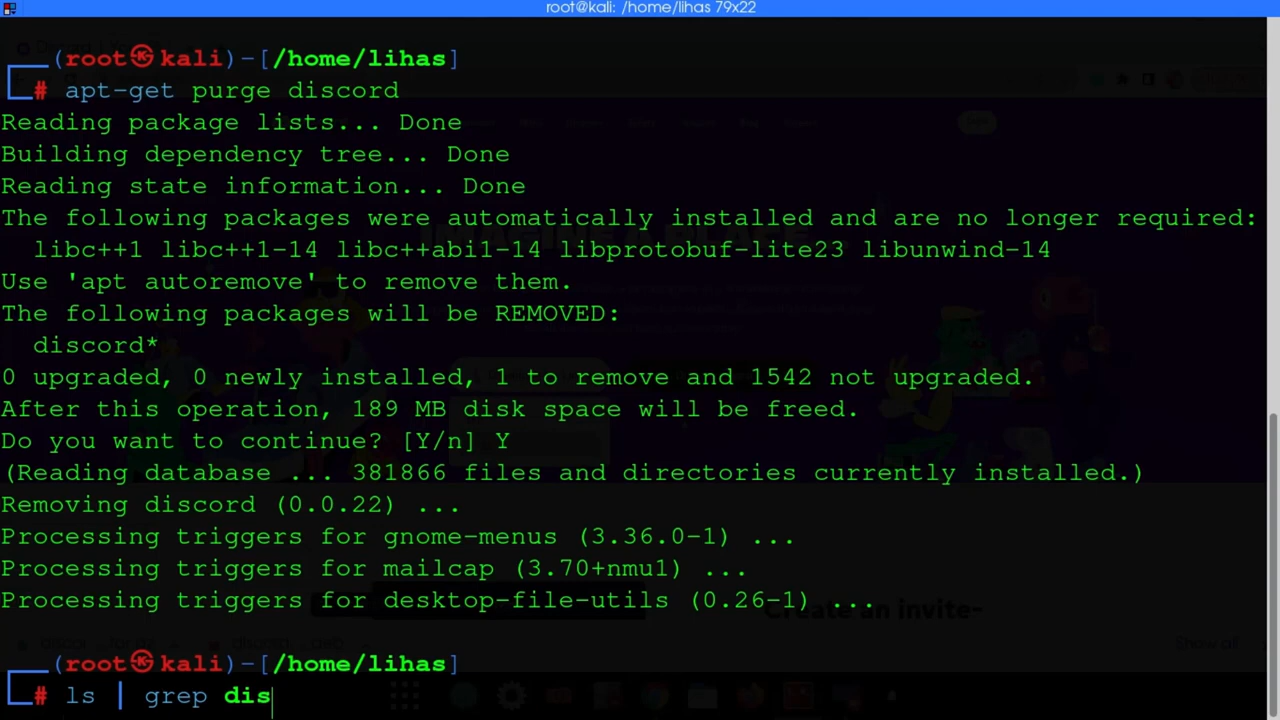 root@kali: /home/lihas 79x22
(root㉿kali)-[/home/lihas]
# apt-get purge discord
Reading package lists... Done
Building dependency tree... Done
Reading state information... Done
The following packages were automatically installed and are no longer required:
libc++1 libc++1-14 libc++abi1-14 libprotobuf-lite23 libunwind-14
Use 'apt autoremove' to remove them.
The following packages will be REMOVED:
discord*
0 upgraded, 0 newly installed, 1 to remove and 1542 not upgraded.
After this operation, 189 MB disk space will be freed.
Do you want to continue? [Y/n] Y
(Reading database ... 381866 files and directories currently installed.)
Removing discord (0.0.22) ...
Processing triggers for gnome-menus (3.36.0-1) ...
Processing triggers for mailcap (3.70+nmu1) ...
Processing triggers for desktop-file-utils (0.26-1) ...
Create an invite-
Show all
(root㉿kali)-[/home/lihas]
# ls | grep dis